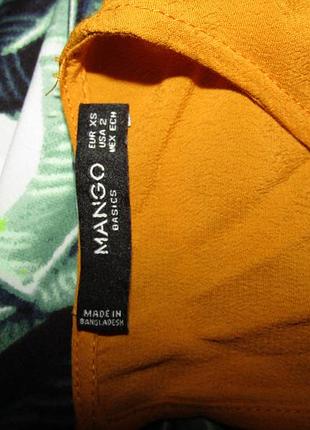 EUR XS
USA 2
MEX ECH
MANGO
BASICS
MADE IN
BANGLADESH